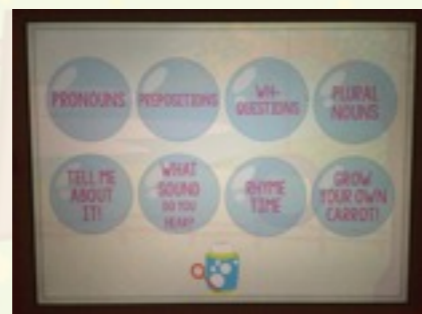 PRONOUNS
PREPOSITIONS
WH-
QUESTIONS
PLURAL
NOUNS
TELL ME
ABOUT
IT!
WHAT
SOUND
DO YOU
HEAR?
RHYME
TIME
GROW
YOUR OWN
CARROT!